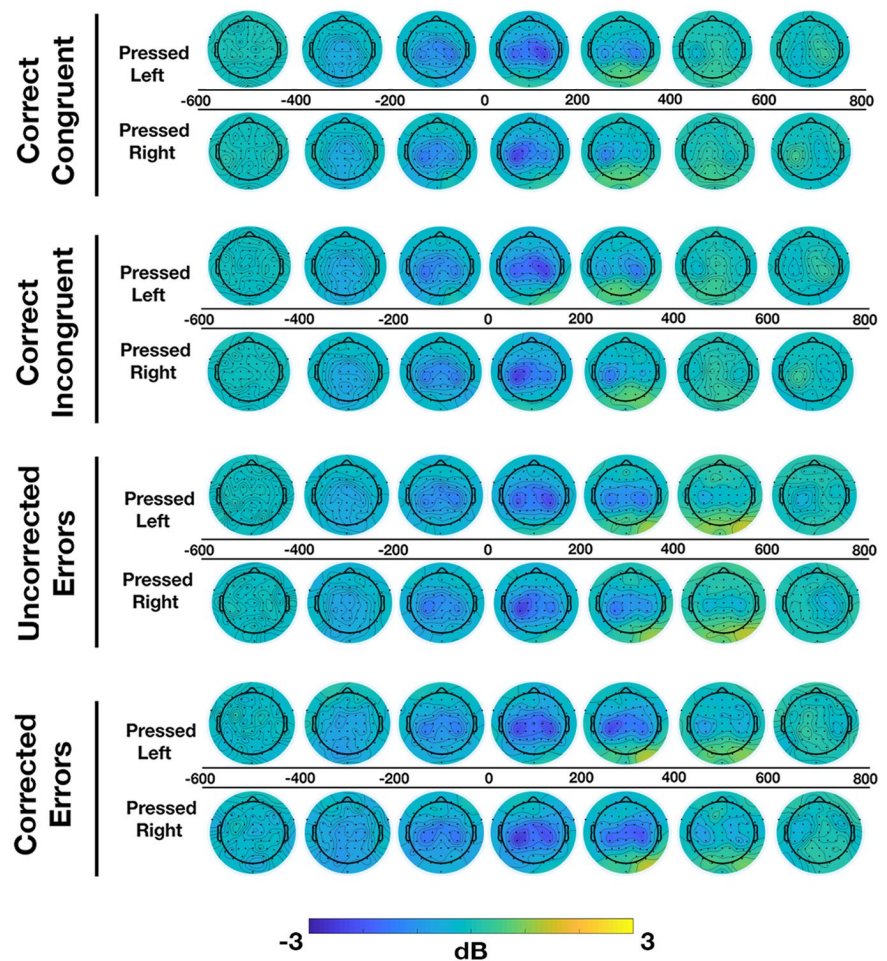 Correct
Congruent
Pressed
Left
-600 -400 -200 0 200 400 600 800
Pressed
Right
Correct
Incongruent
Pressed
Left
-600 -400 -200 0 200 400 600 800
Pressed
Right
Uncorrected
Errors
Pressed
Left
-600 -400 -200 0 200 400 600 800
Pressed
Right
Corrected
Errors
Pressed
Left
-600 -400 -200 0 200 400 600 800
Pressed
Right
-3 3
dB